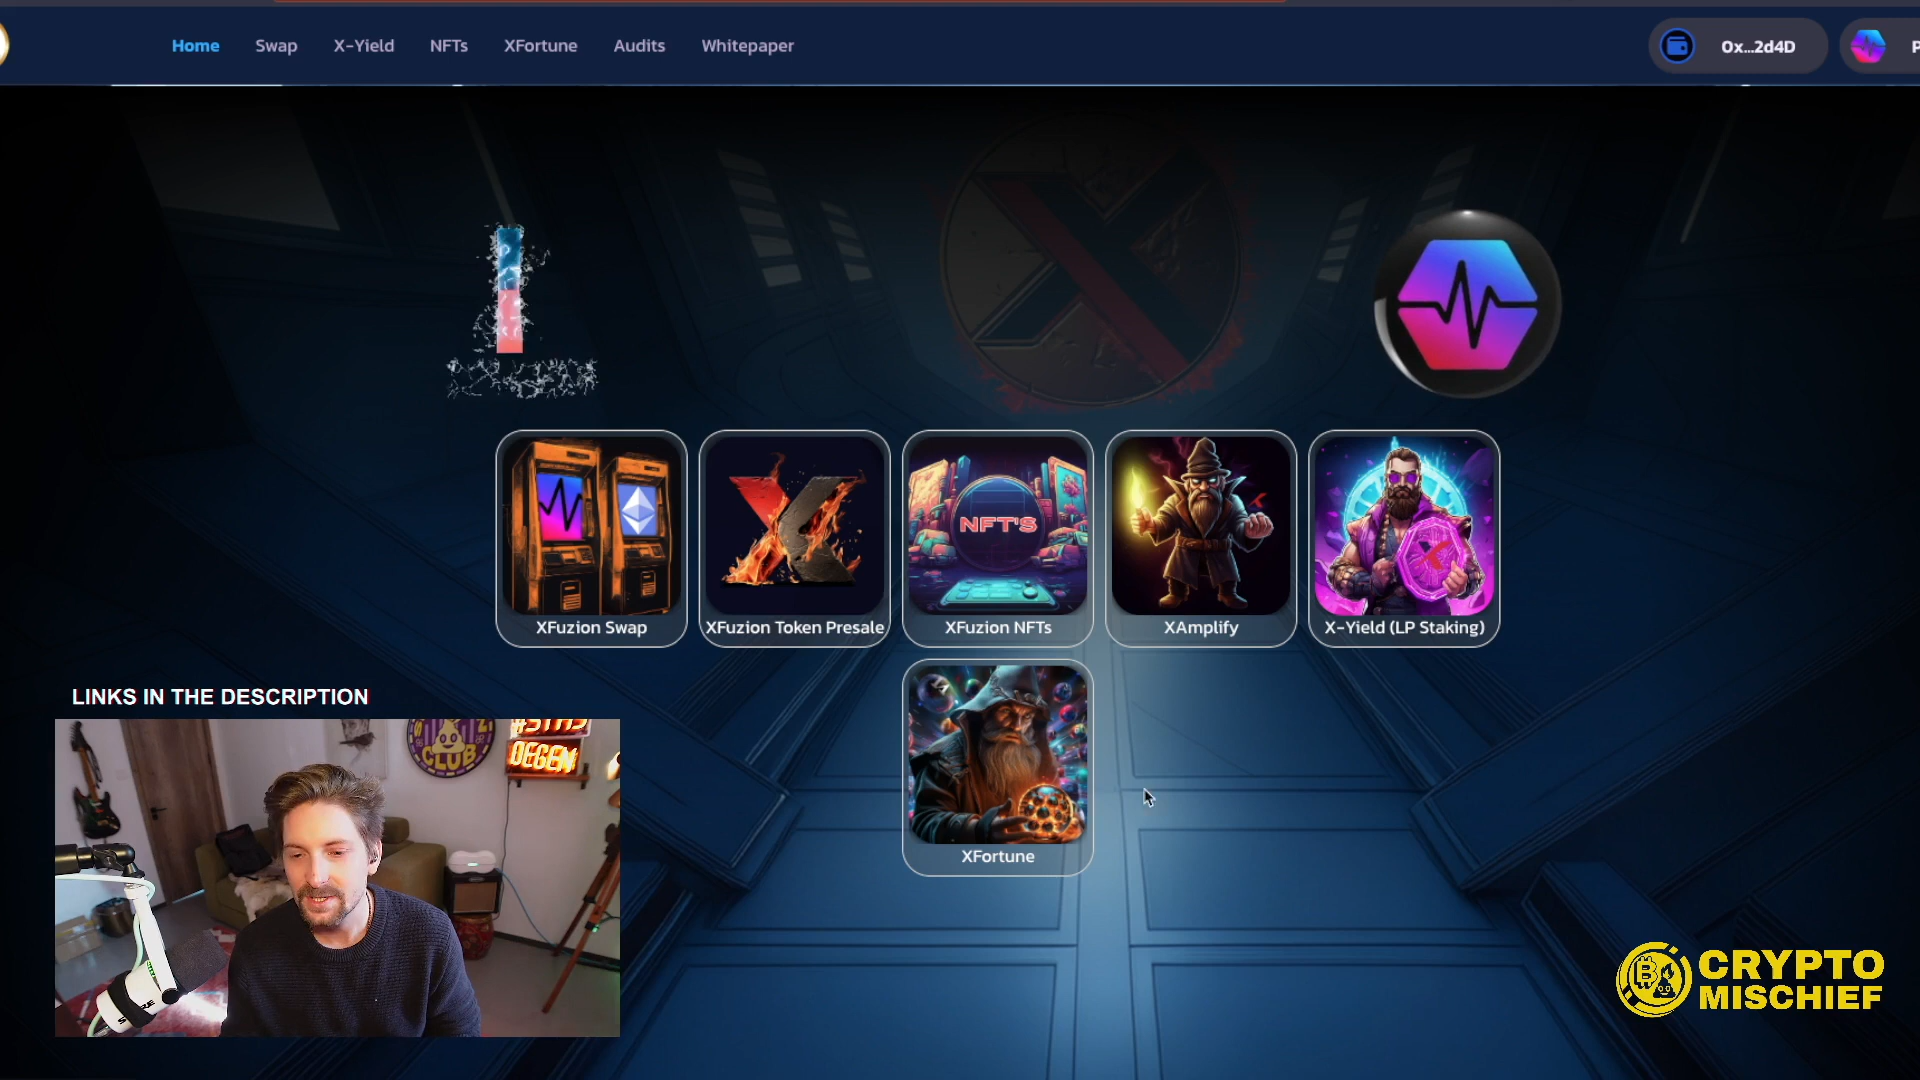 Home Swap X-Yield NFTs XFortune Audits Whitepaper
0x...2d4D
XFuzion Swap
XFuzion Token Presale
NFT'S
XFuzion NFTs
XAmplify
X-Yield (LP Staking)
XFortune
LINKS IN THE DESCRIPTION
CLUB
DEGEN
CRYPTO
MISCHIEF